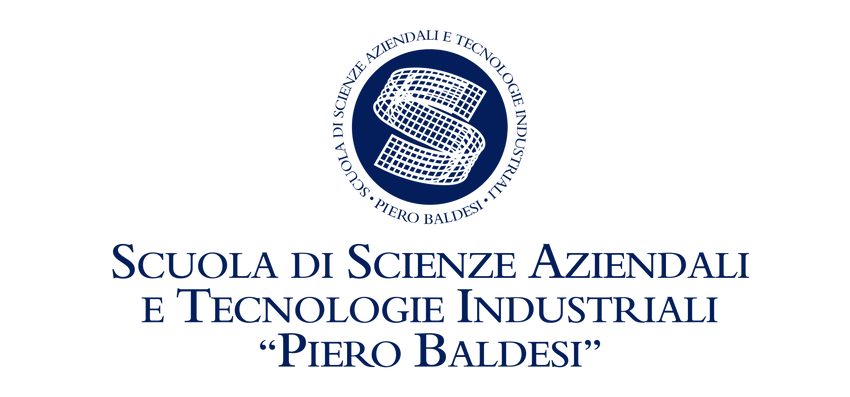 SCUOLA DI SCIENZE AZIENDALI E TECNOLOGIE INDUSTRIALI · PIERO BALDESI ·
SCUOLA DI SCIENZE AZIENDALI
E TECNOLOGIE INDUSTRIALI
“PIERO BALDESI”